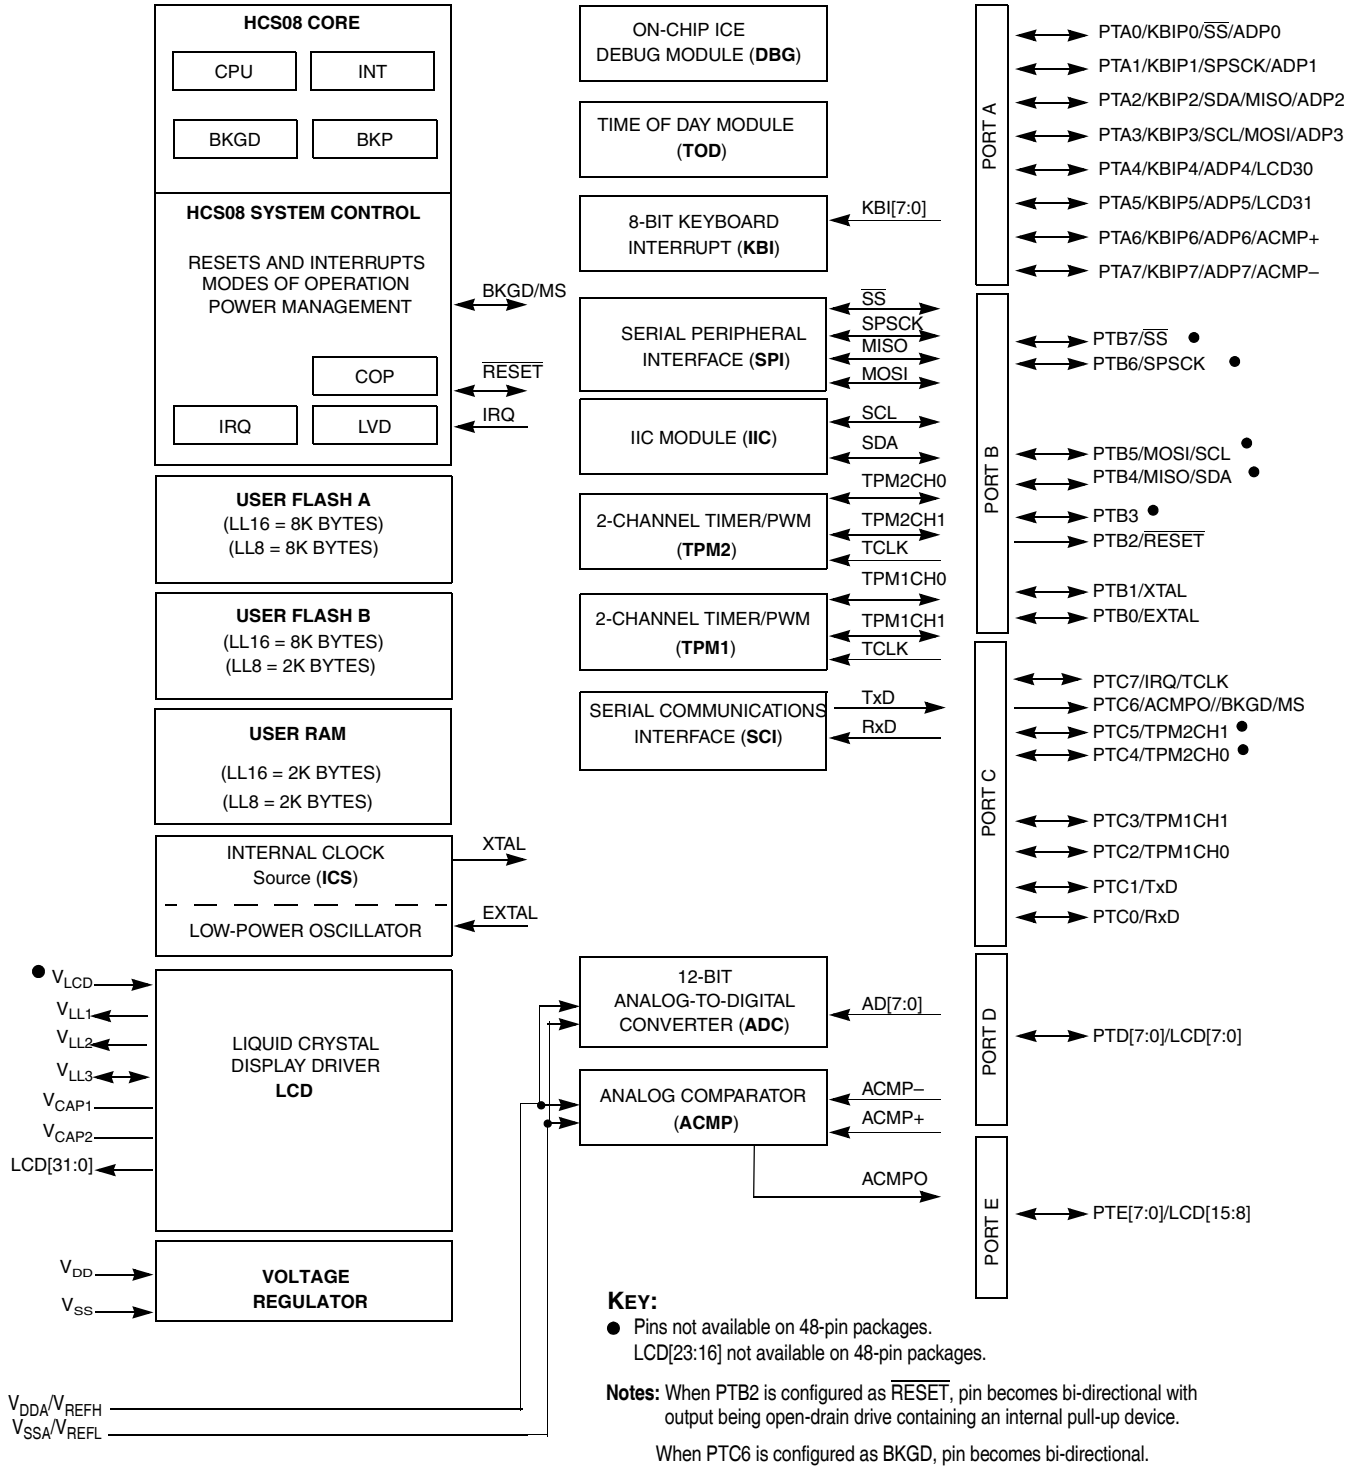 HCS08 CORE
CPU
INT
BKGD
BKP
HCS08 SYSTEM CONTROL
RESETS AND INTERRUPTS
MODES OF OPERATION
POWER MANAGEMENT
COP
IRQ
LVD
BKGD/MS
RESET
IRQ
USER FLASH A
(LL16 = 8K BYTES)
(LL8 = 8K BYTES)
USER FLASH B
(LL16 = 8K BYTES)
(LL8 = 2K BYTES)
USER RAM
(LL16 = 2K BYTES)
(LL8 = 2K BYTES)
INTERNAL CLOCK
Source (ICS)
LOW-POWER OSCILLATOR
XTAL
EXTAL
● VLCD
VLL1
VLL2
VLL3
VCAP1
VCAP2
LCD[31:0]
LIQUID CRYSTAL
DISPLAY DRIVER
LCD
VDD
VSS
VOLTAGE
REGULATOR
VDDA/VREFH
VSSA/VREFL
ON-CHIP ICE
DEBUG MODULE (DBG)
TIME OF DAY MODULE
(TOD)
8-BIT KEYBOARD
INTERRUPT (KBI)
KBI[7:0]
SERIAL PERIPHERAL
INTERFACE (SPI)
SS
SPSCK
MISO
MOSI
IIC MODULE (IIC)
SCL
SDA
2-CHANNEL TIMER/PWM
(TPM2)
TPM2CH0
TPM2CH1
TCLK
2-CHANNEL TIMER/PWM
(TPM1)
TPM1CH0
TPM1CH1
TCLK
SERIAL COMMUNICATIONS
INTERFACE (SCI)
TxD
RxD
12-BIT
ANALOG-TO-DIGITAL
CONVERTER (ADC)
AD[7:0]
ANALOG COMPARATOR
(ACMP)
ACMP–
ACMP+
ACMPO
PORT A
PTA0/KBIP0/SS/ADP0
PTA1/KBIP1/SPSCK/ADP1
PTA2/KBIP2/SDA/MISO/ADP2
PTA3/KBIP3/SCL/MOSI/ADP3
PTA4/KBIP4/ADP4/LCD30
PTA5/KBIP5/ADP5/LCD31
PTA6/KBIP6/ADP6/ACMP+
PTA7/KBIP7/ADP7/ACMP–
PORT B
PTB7/SS ●
PTB6/SPSCK ●
PTB5/MOSI/SCL ●
PTB4/MISO/SDA ●
PTB3 ●
PTB2/RESET
PTB1/XTAL
PTB0/EXTAL
PORT C
PTC7/IRQ/TCLK
PTC6/ACMPO//BKGD/MS
PTC5/TPM2CH1 ●
PTC4/TPM2CH0 ●
PTC3/TPM1CH1
PTC2/TPM1CH0
PTC1/TxD
PTC0/RxD
PORT D
PTD[7:0]/LCD[7:0]
PORT E
PTE[7:0]/LCD[15:8]
KEY:
● Pins not available on 48-pin packages.
LCD[23:16] not available on 48-pin packages.
Notes: When PTB2 is configured as RESET, pin becomes bi-directional with
output being open-drain drive containing an internal pull-up device.
When PTC6 is configured as BKGD, pin becomes bi-directional.